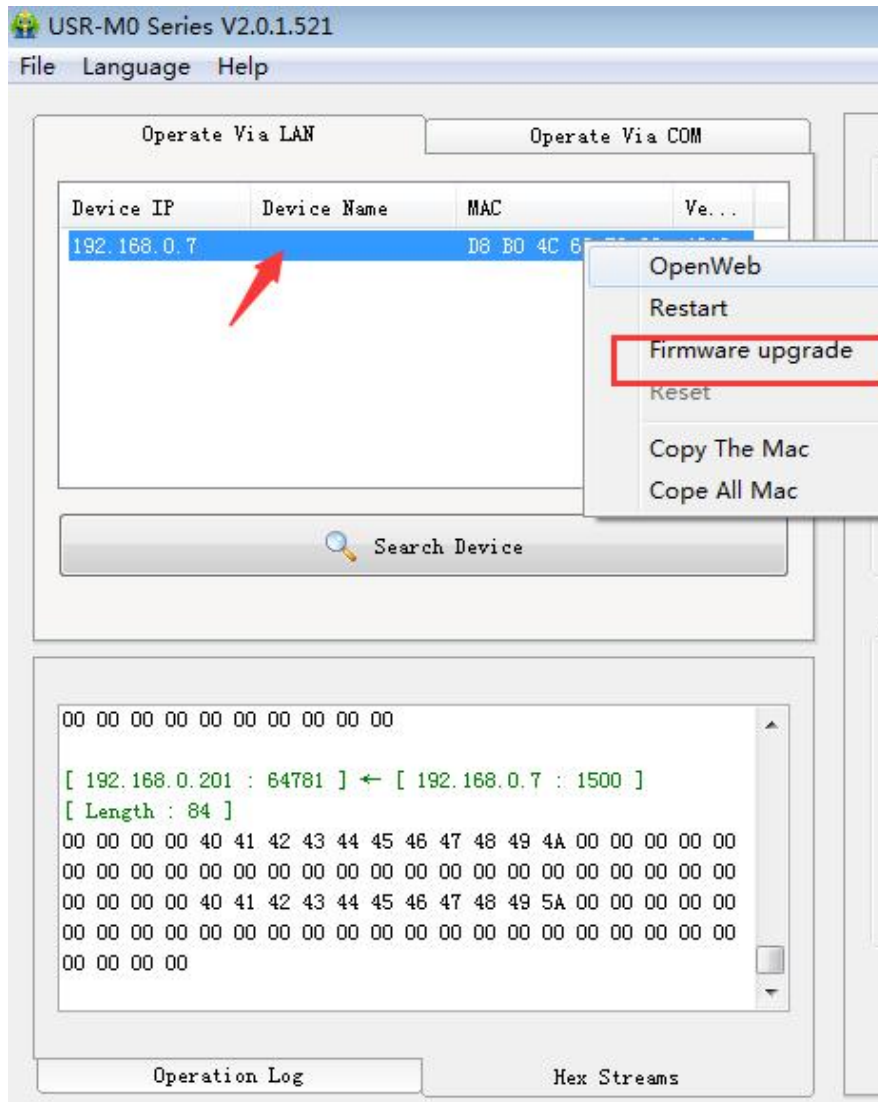 USR-M0 Series V2.0.1.521
File Language Help
Operate Via LAN Operate Via COM
Device IP Device Name MAC Ve...
192.168.0.7 D8 B0 4C
OpenWeb
Restart
Firmware upgrade
Reset
Copy The Mac
Cope All Mac
Search Device
00 00 00 00 00 00 00 00 00 00
[ 192.168.0.201 : 64781 ] ← [ 192.168.0.7 : 1500 ]
[ Length : 84 ]
00 00 00 00 40 41 42 43 44 45 46 47 48 49 4A 00 00 00 00 00
00 00 00 00 00 00 00 00 00 00 00 00 00 00 00 00 00 00 00 00
00 00 00 00 40 41 42 43 44 45 46 47 48 49 5A 00 00 00 00 00
00 00 00 00 00 00 00 00 00 00 00 00 00 00 00 00 00 00 00 00
00 00 00 00
Operation Log Hex Streams